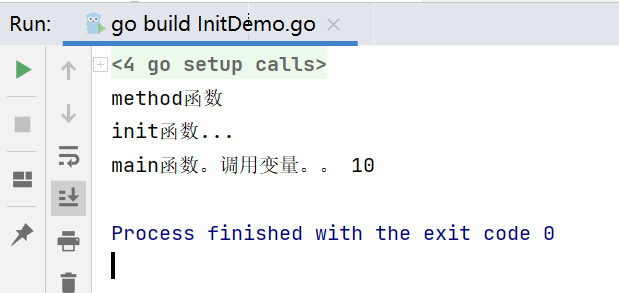 Run: go build InitDemo.go
<4 go setup calls>
method函数
init函数...
main函数。调用变量。。 10
Process finished with the exit code 0